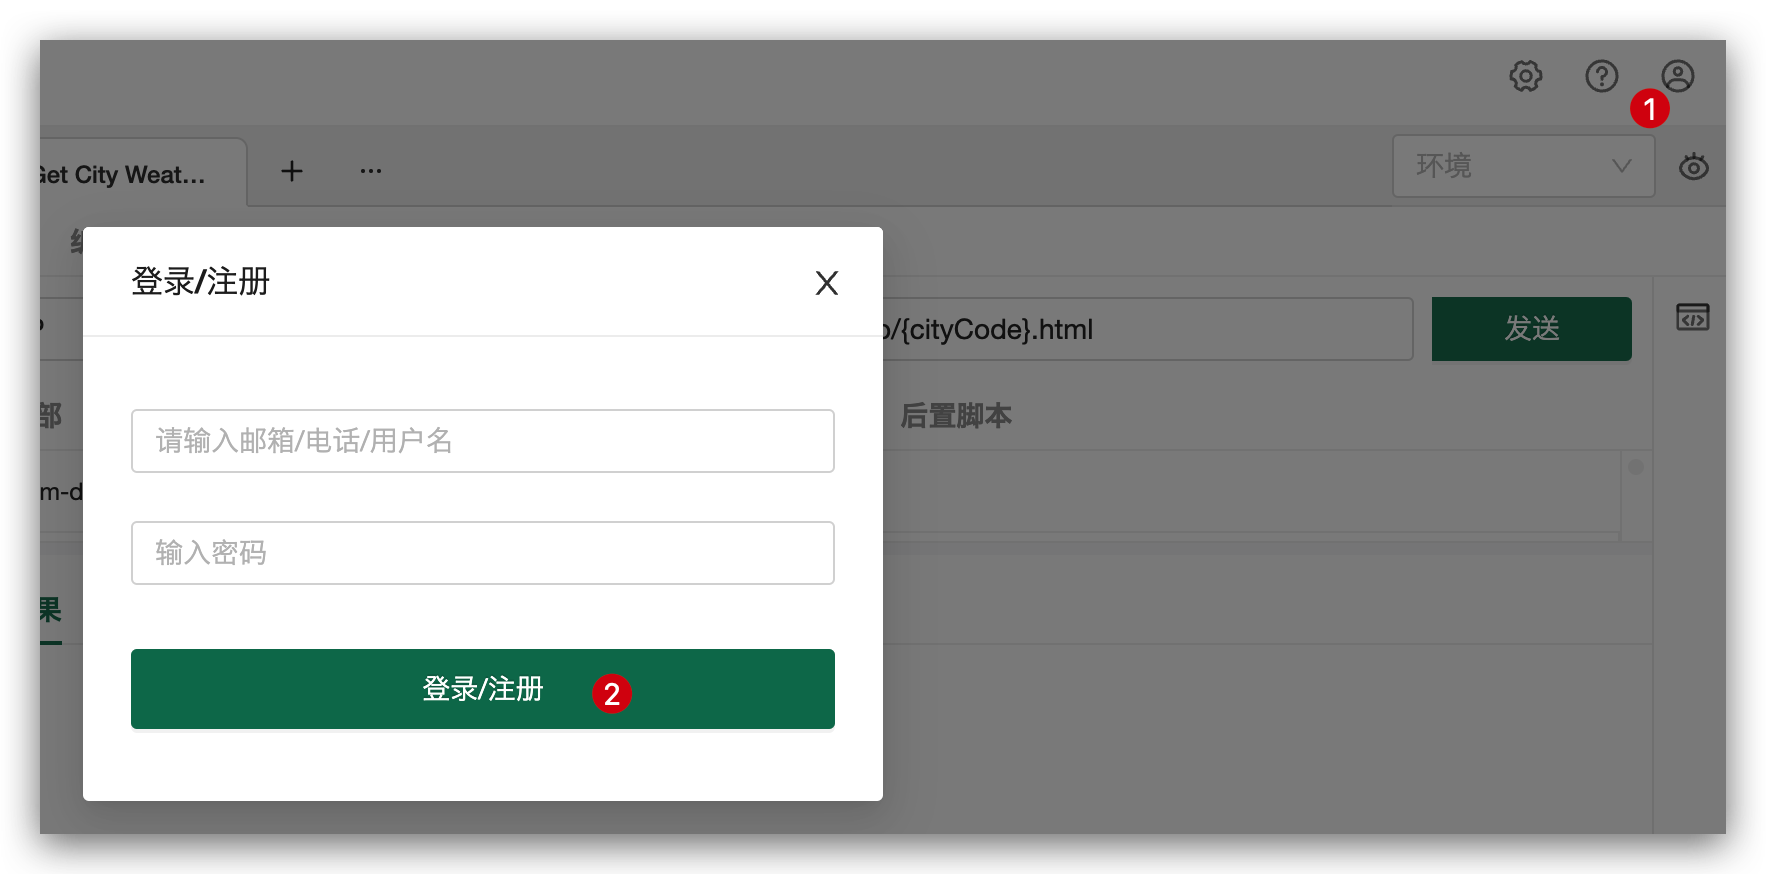 1
Get City Weat...
环境
登录/注册
/{cityCode}.html
发送
部
后置脚本
请输入邮箱/电话/用户名
m-d
输入密码
果
登录/注册
2